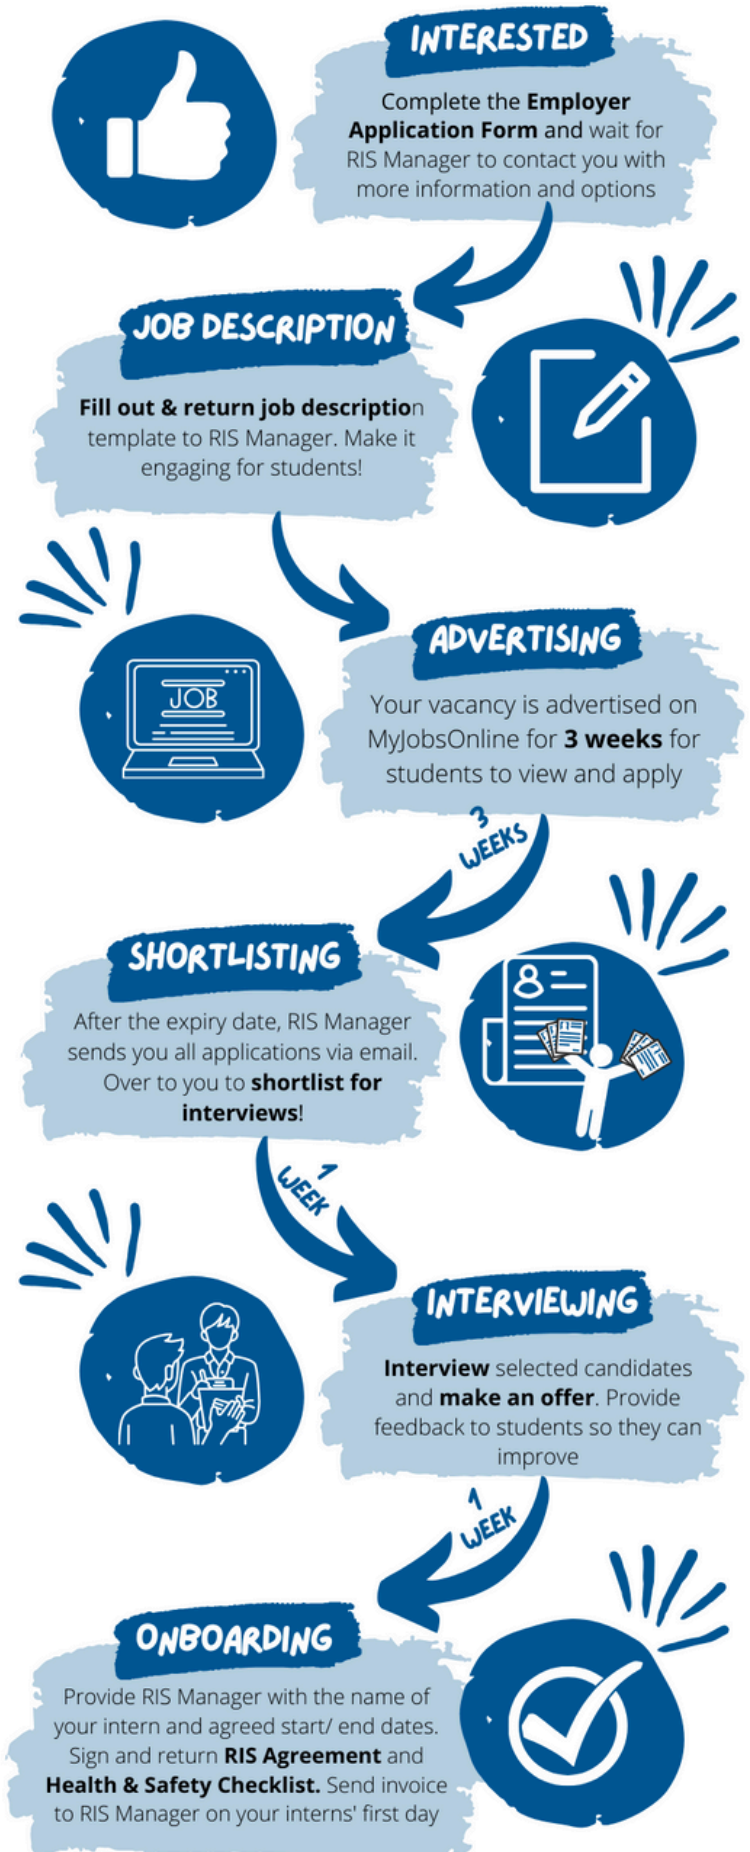 INTERESTED
Complete the Employer
Application Form and wait for
RIS Manager to contact you with
more information and options
JOB DESCRIPTION
Fill out & return job description
template to RIS Manager. Make it
engaging for students!
JOB
ADVERTISING
Your vacancy is advertised on
MyJobsOnline for 3 weeks for
students to view and apply
3
WEEKS
SHORTLISTING
After the expiry date, RIS Manager
sends you all applications via email.
Over to you to shortlist for
interviews!
1
WEEK
INTERVIEWING
Interview selected candidates
and make an offer. Provide
feedback to students so they can
improve
1
WEEK
ONBOARDING
Provide RIS Manager with the name of
your intern and agreed start/ end dates.
Sign and return RIS Agreement and
Health & Safety Checklist. Send invoice
to RIS Manager on your interns' first day